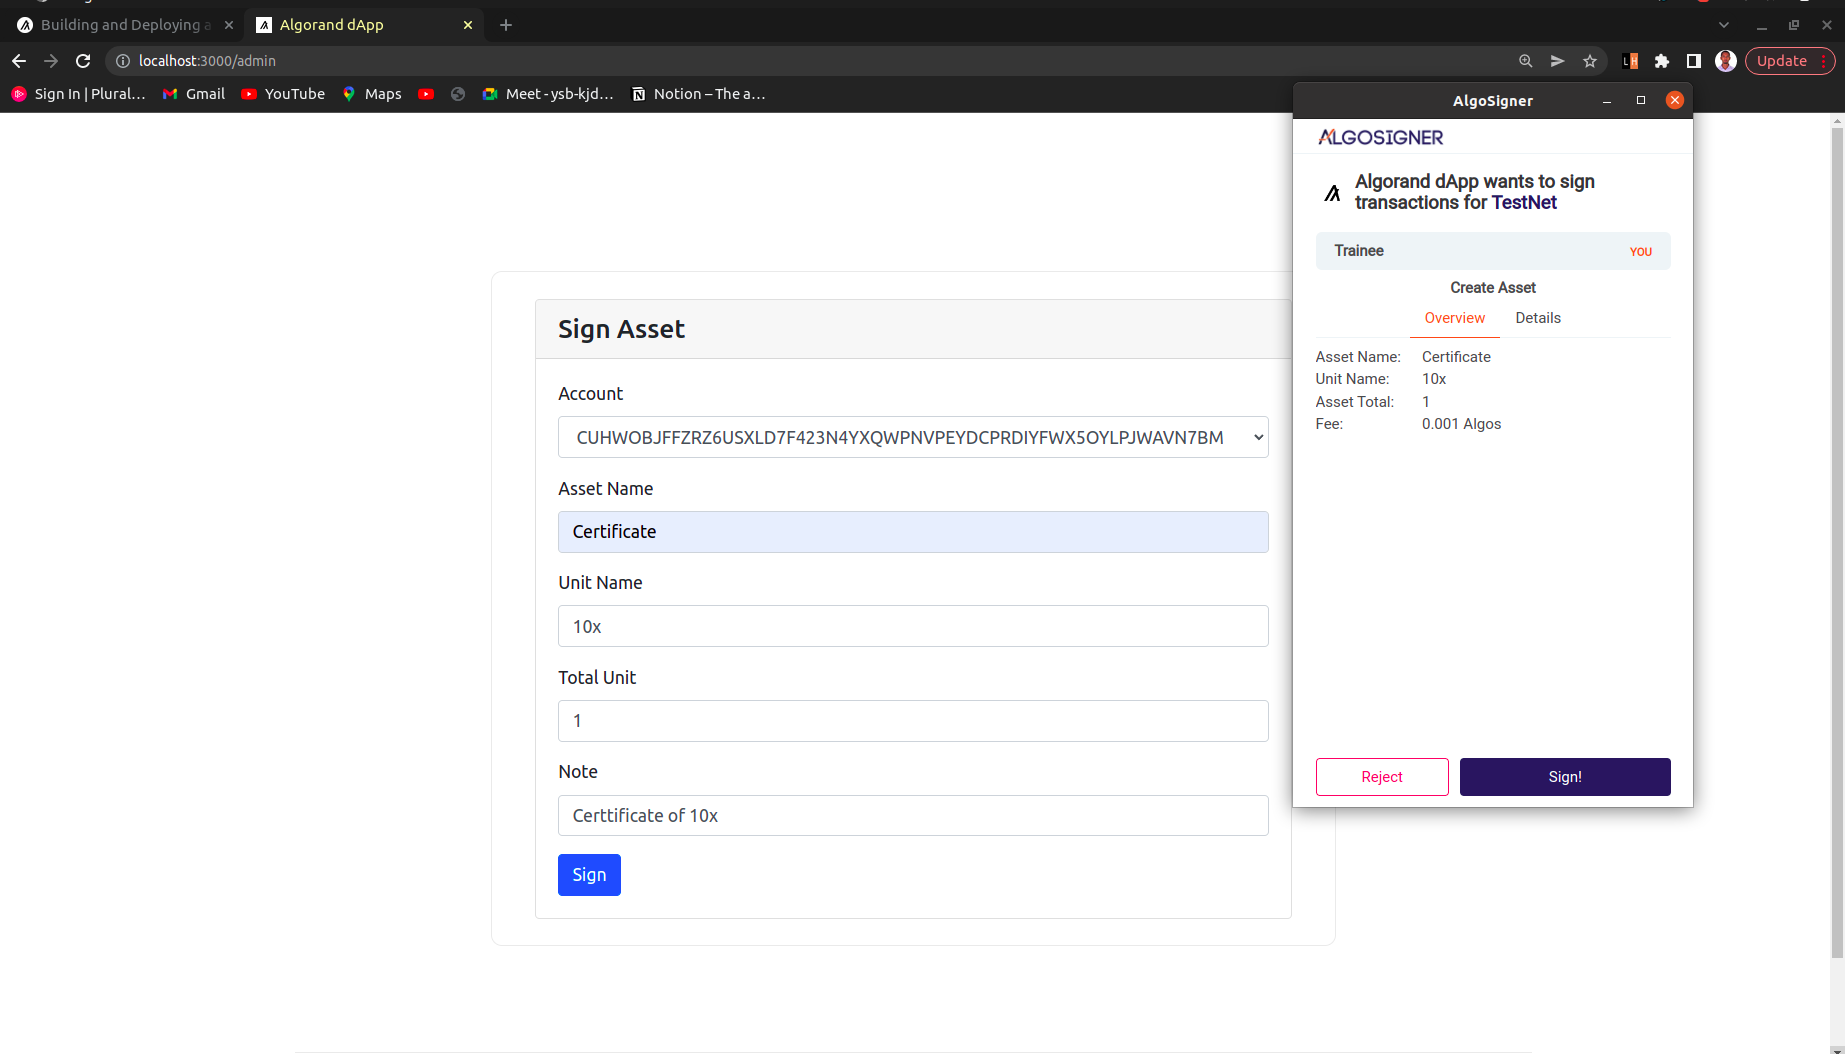 Building and Deploying a
Algorand dApp
localhost:3000/admin
Update
Sign In | Plural...
Gmail
YouTube
Maps
Meet - ysb-kjd...
Notion – The a...
Sign Asset
Account
CUHWOBJFFZRZ6USXLD7F423N4YXQWPNVPEYDCPRDIYFWX5OYLPJWAVN7BM
Asset Name
Certificate
Unit Name
10x
Total Unit
1
Note
Certtificate of 10x
Sign
AlgoSigner
ALGOSIGNER
Algorand dApp wants to sign
transactions for TestNet
Trainee YOU
Create Asset
Overview Details
Asset Name: Certificate
Unit Name: 10x
Asset Total: 1
Fee: 0.001 Algos
Reject Sign!